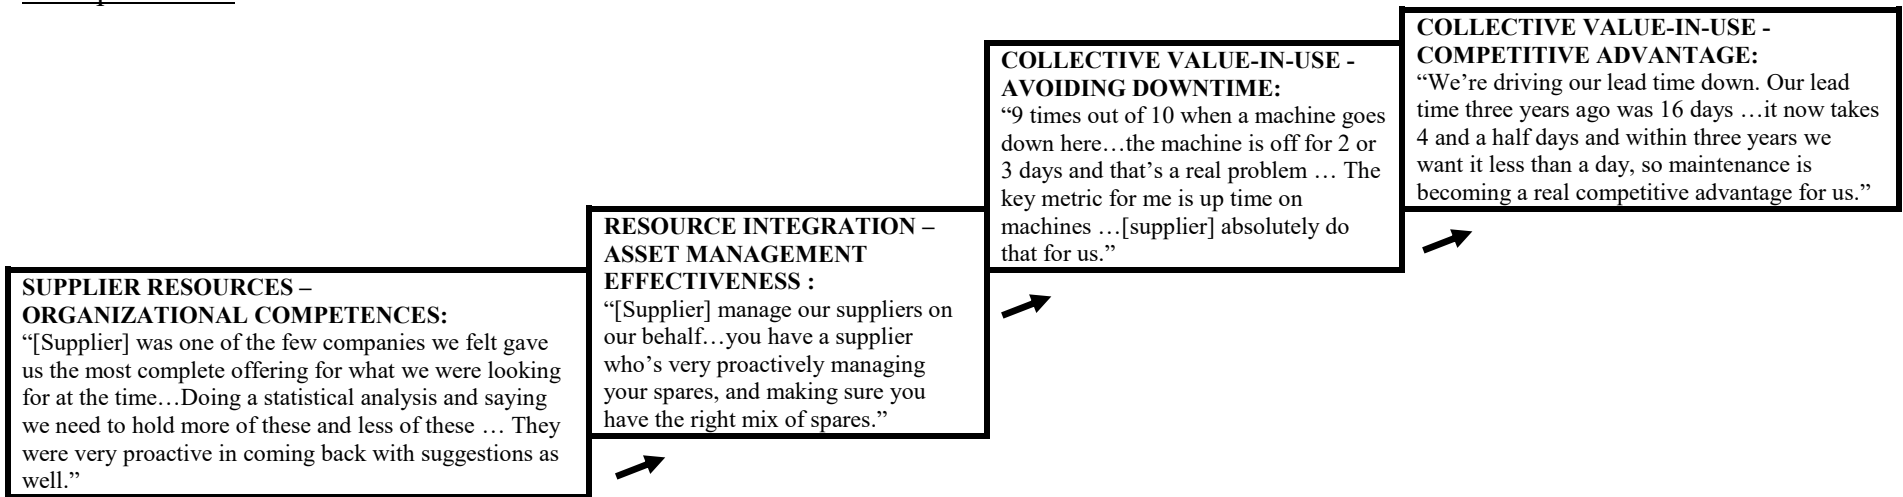 SUPPLIER RESOURCES –
ORGANIZATIONAL COMPETENCES:
“[Supplier] was one of the few companies we felt gave
us the most complete offering for what we were looking
for at the time…Doing a statistical analysis and saying
we need to hold more of these and less of these … They
were very proactive in coming back with suggestions as
well.”
RESOURCE INTEGRATION –
ASSET MANAGEMENT
EFFECTIVENESS :
“[Supplier] manage our suppliers on
our behalf…you have a supplier
who’s very proactively managing
your spares, and making sure you
have the right mix of spares.”
COLLECTIVE VALUE-IN-USE -
AVOIDING DOWNTIME:
“9 times out of 10 when a machine goes
down here…the machine is off for 2 or
3 days and that’s a real problem … The
key metric for me is up time on
machines …[supplier] absolutely do
that for us.”
COLLECTIVE VALUE-IN-USE -
COMPETITIVE ADVANTAGE:
“We’re driving our lead time down. Our lead
time three years ago was 16 days …it now takes
4 and a half days and within three years we
want it less than a day, so maintenance is
becoming a real competitive advantage for us.”